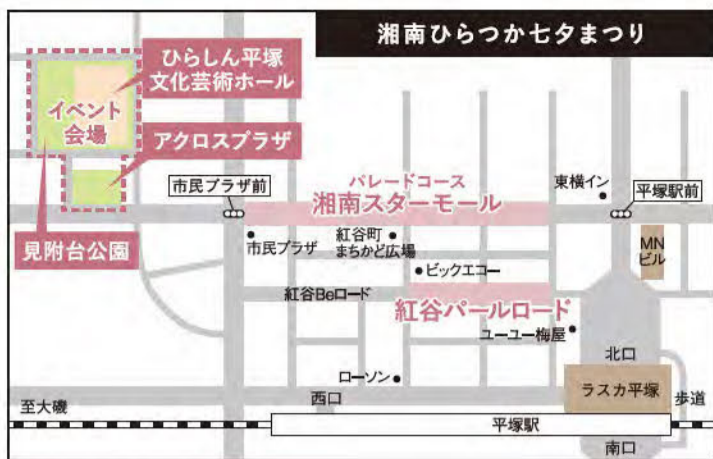 湘南ひらつか七夕まつり
ひらしん平塚
文化芸術ホール
イベント
会場
アクロスプラザ
見附台公園
市民プラザ前
パレードコース
湘南スターモール
東横イン
平塚駅前
市民プラザ
紅谷町
まちかど広場
MN
ビル
ビックエコー
紅谷Beロード
紅谷パールロード
ユーユー梅屋
北口
ローソン
ラスカ平塚
歩道
西口
至大磯
平塚駅
南口